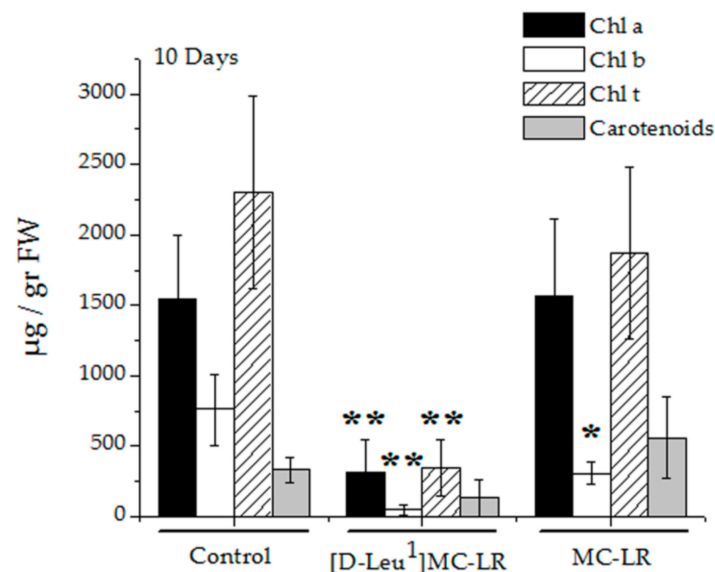 Chl a
Chl b
Chl t
Carotenoids
10 Days
3000
2500
2000
1500
1000
500
0
µg / gr FW
**
**
**
*
Control
[D-Leu¹]MC-LR
MC-LR